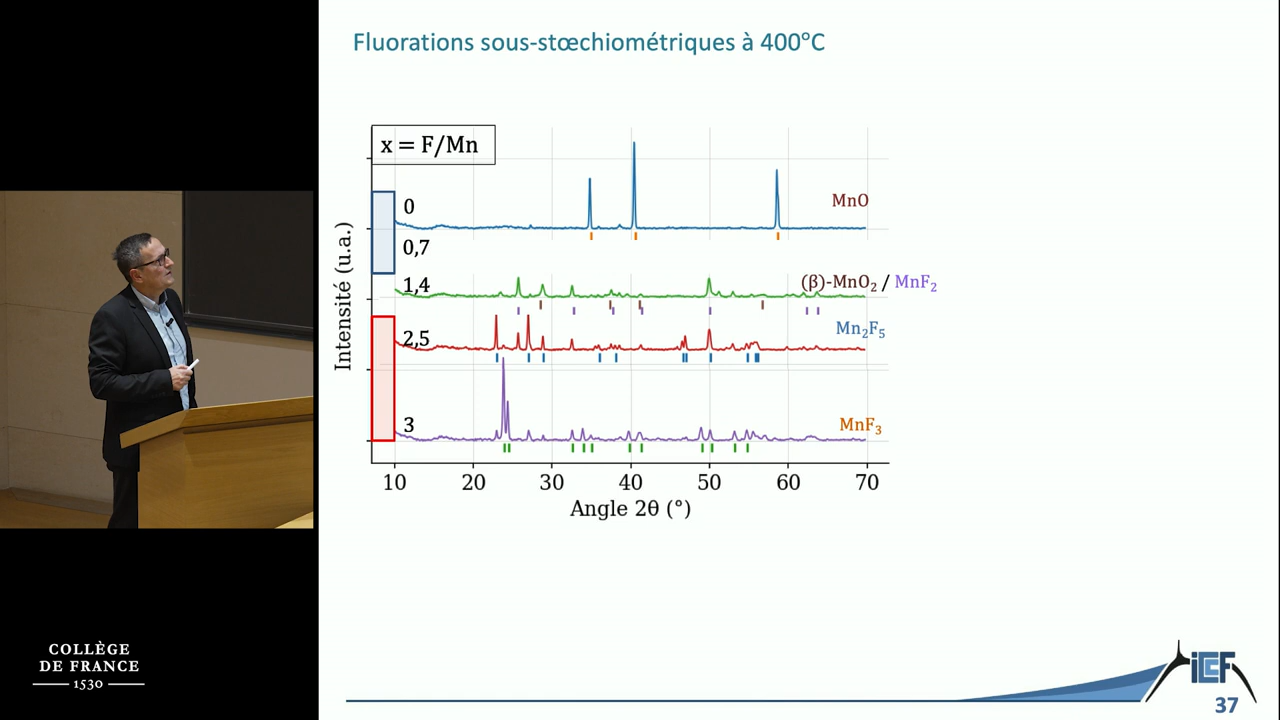 Fluorations sous-stœchiométriques à 400°C
x = F/Mn
0
MnO
0,7
1,4
(β)-MnO₂ / MnF₂
2,5
Mn₂F₅
3
MnF₃
Intensité (u.a.)
10 20 30 40 50 60 70
Angle 2θ (°)
COLLÈGE
DE FRANCE
1530
iCCF
37